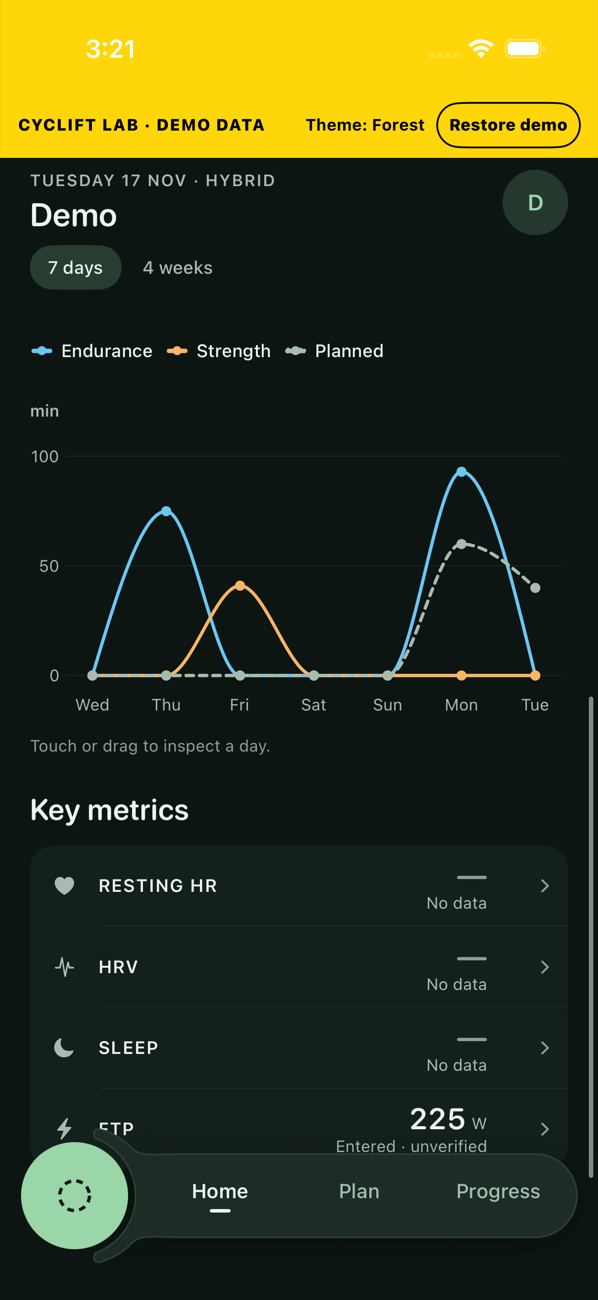 3:21
CYCLIFT LAB · DEMO DATA
Theme: Forest
Restore demo
TUESDAY 17 NOV · HYBRID
Demo
D
7 days
4 weeks
Endurance
Strength
Planned
min
100
50
0
Wed
Thu
Fri
Sat
Sun
Mon
Tue
Touch or drag to inspect a day.
Key metrics
RESTING HR
—
No data
HRV
—
No data
SLEEP
—
No data
FTP
225 W
Entered · unverified
Home
Plan
Progress